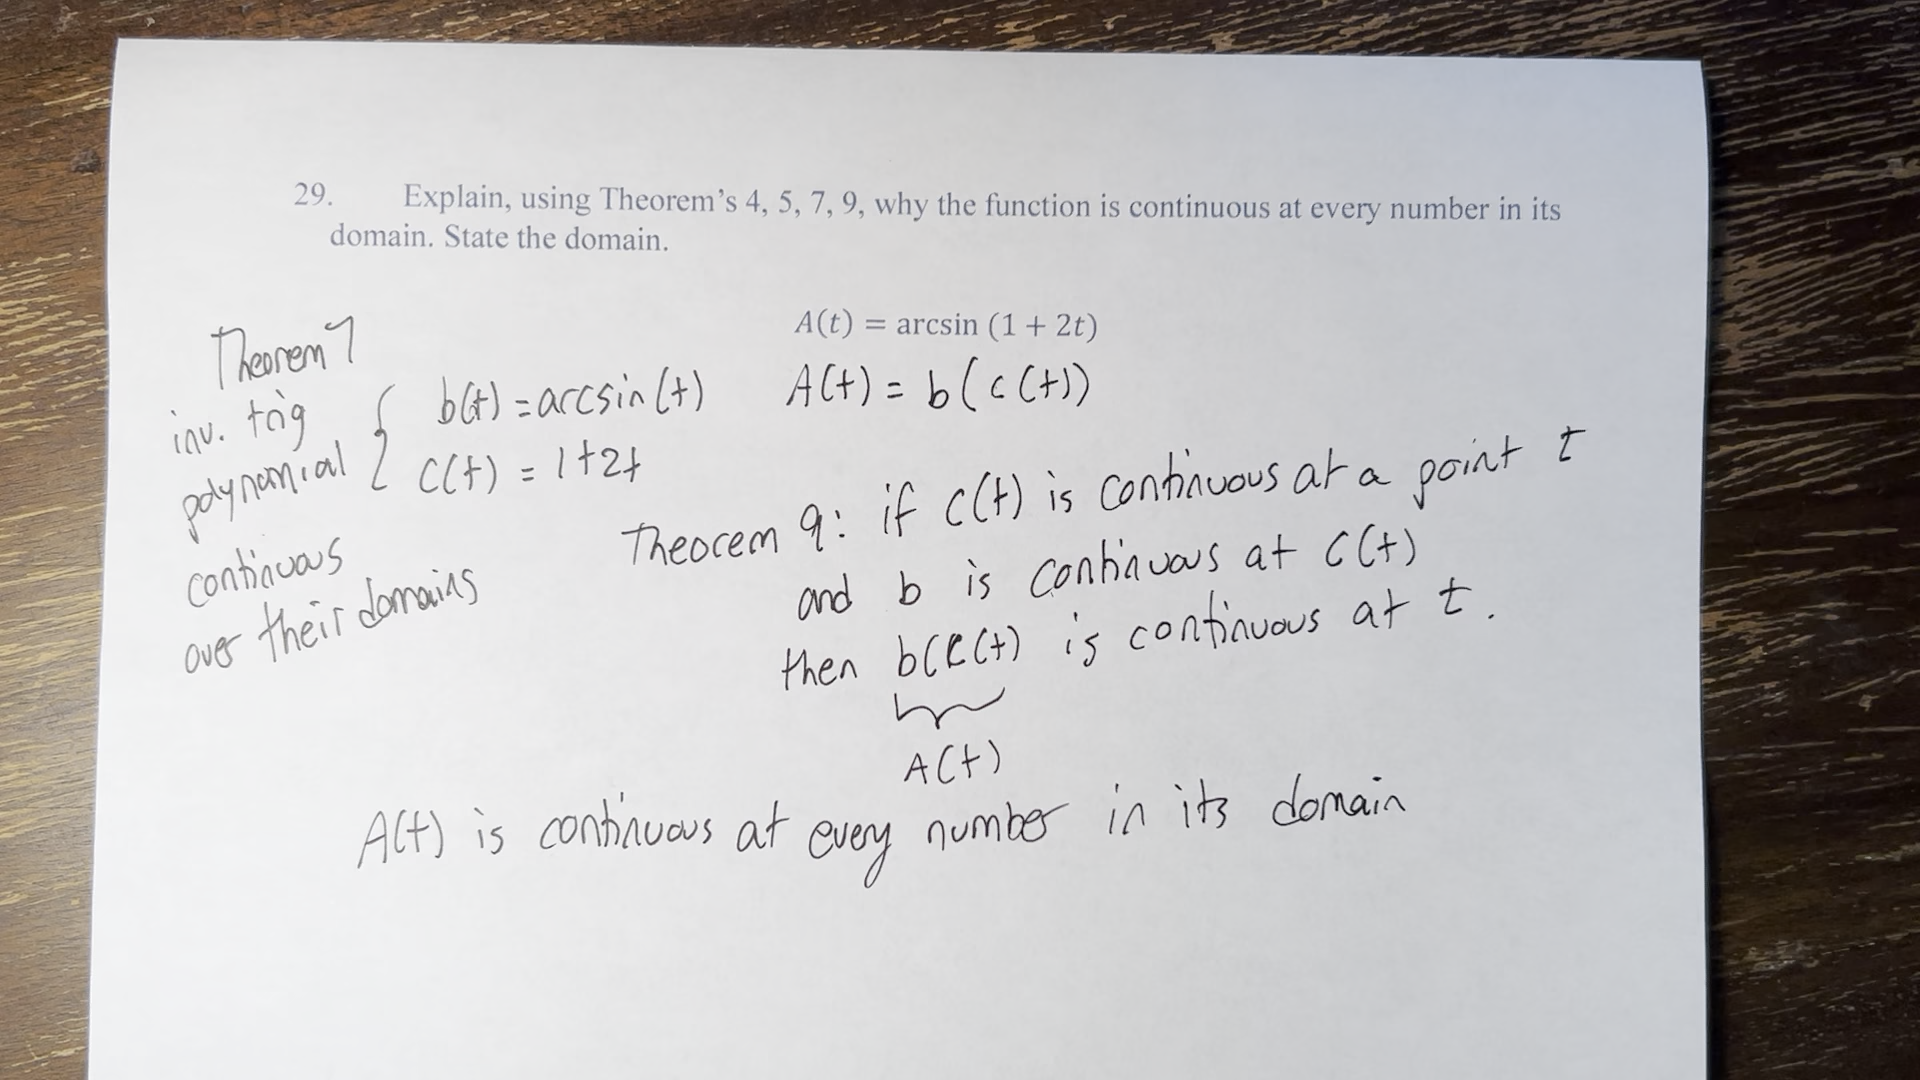 29. Explain, using Theorem’s 4, 5, 7, 9, why the function is continuous at every number in its
domain. State the domain.
A(t) = arcsin (1 + 2t)
Theorem 7
inv. trig
polynomial
continuous
over their domains
b(t) = arcsin(t)
c(t) = 1+2t
A(t) = b(c(t))
Theorem 9: if c(t) is continuous at a point t
and b is continuous at c(t)
then b(c(t) is continuous at t.
A(t)
A(t) is continuous at every number in its domain